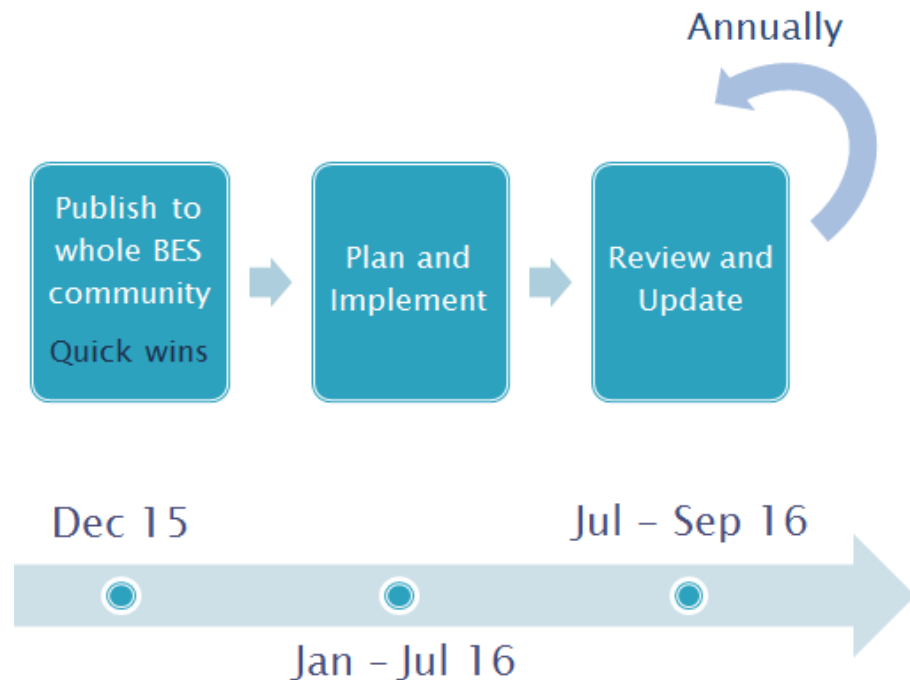 Annually
Publish to
whole BES
community
Quick wins
Plan and
Implement
Review and
Update
Dec 15
Jul – Sep 16
Jan – Jul 16